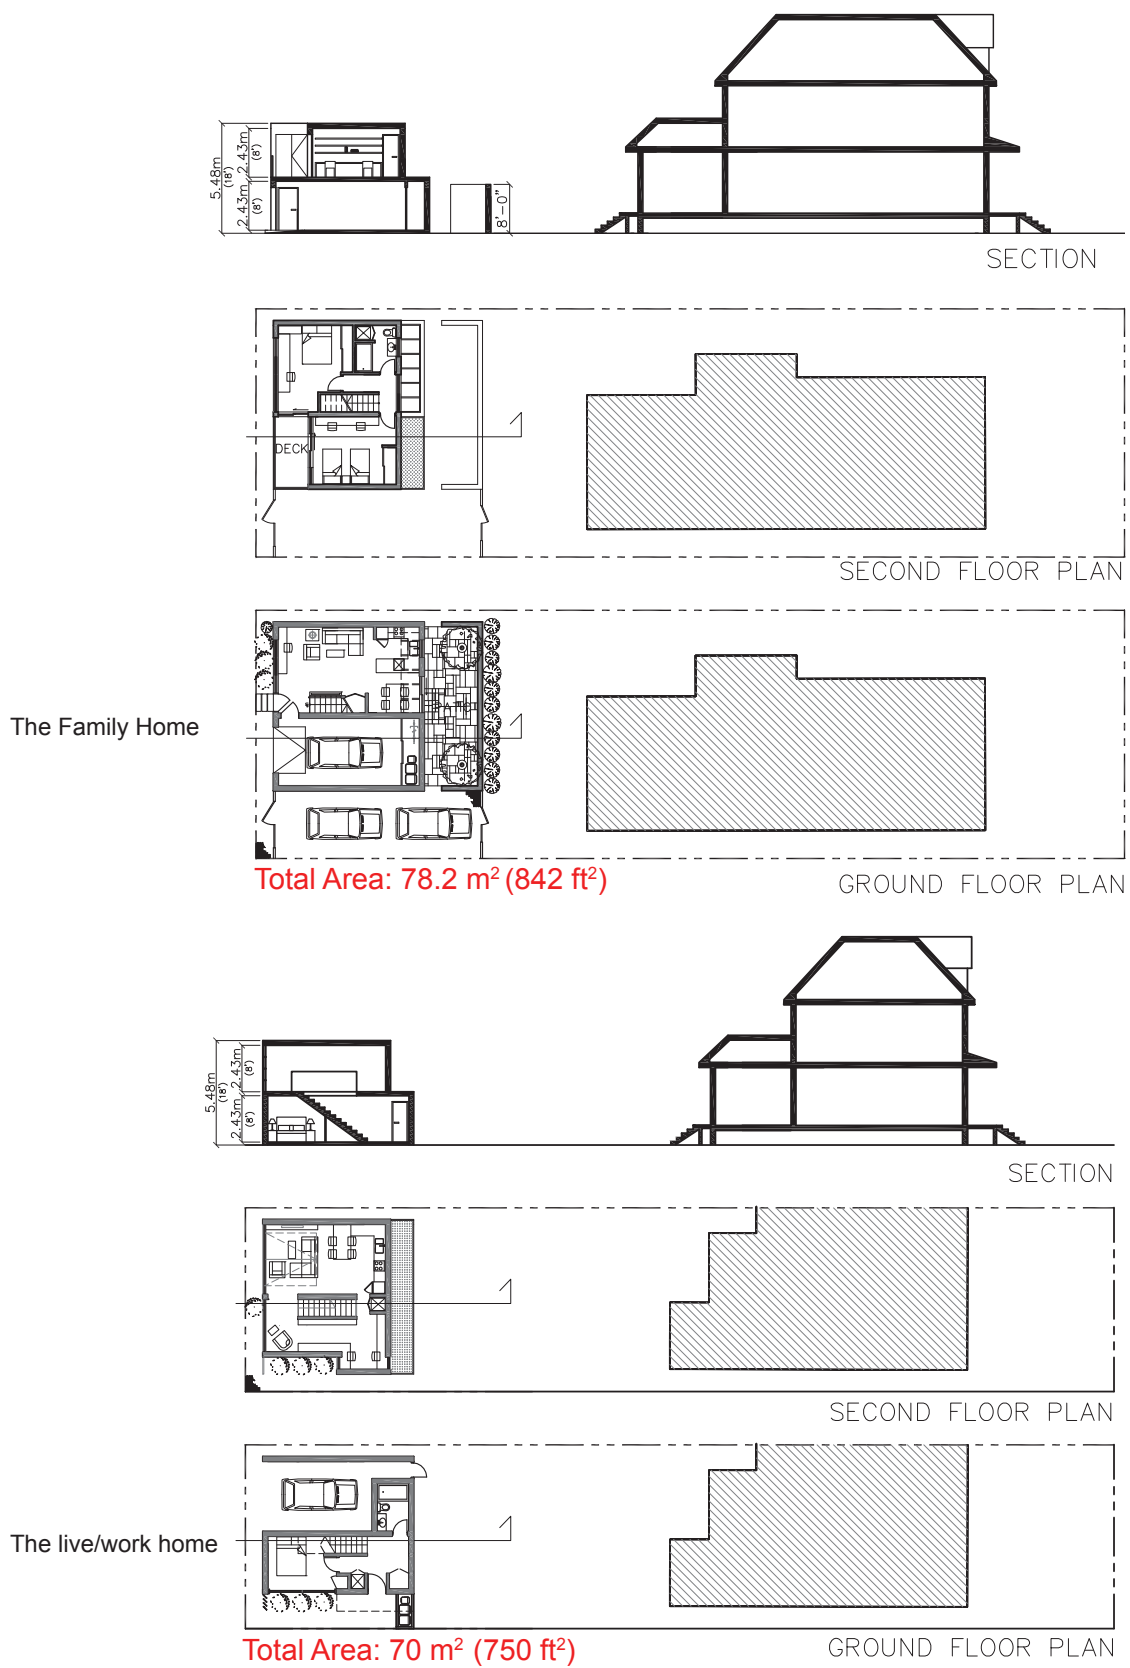 5.48m
(18')
2.43m
(8')
2.43m
(8')
8'-0"
SECTION
DECK
SECOND FLOOR PLAN
The Family Home
Total Area: 78.2 m² (842 ft²)
GROUND FLOOR PLAN
5.48m
(18')
2.43m
(8')
2.43m
(8')
SECTION
SECOND FLOOR PLAN
The live/work home
Total Area: 70 m² (750 ft²)
GROUND FLOOR PLAN